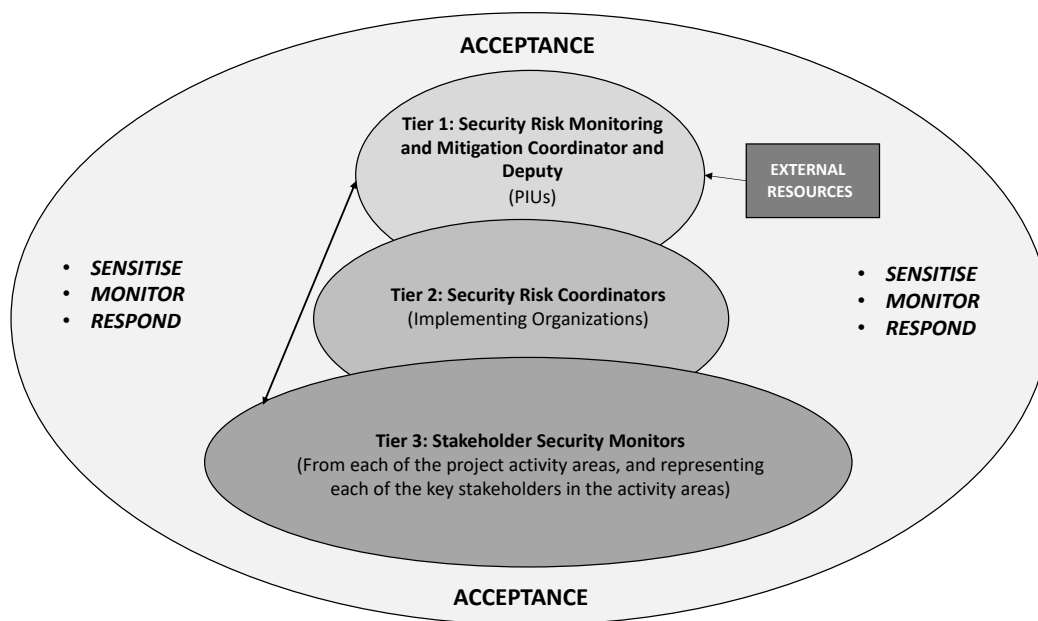 ACCEPTANCE
Tier 1: Security Risk Monitoring
and Mitigation Coordinator and
Deputy
(PIUs)
EXTERNAL
RESOURCES
• SENSITISE
• MONITOR
• RESPOND
Tier 2: Security Risk Coordinators
(Implementing Organizations)
• SENSITISE
• MONITOR
• RESPOND
Tier 3: Stakeholder Security Monitors
(From each of the project activity areas, and representing
each of the key stakeholders in the activity areas)
ACCEPTANCE